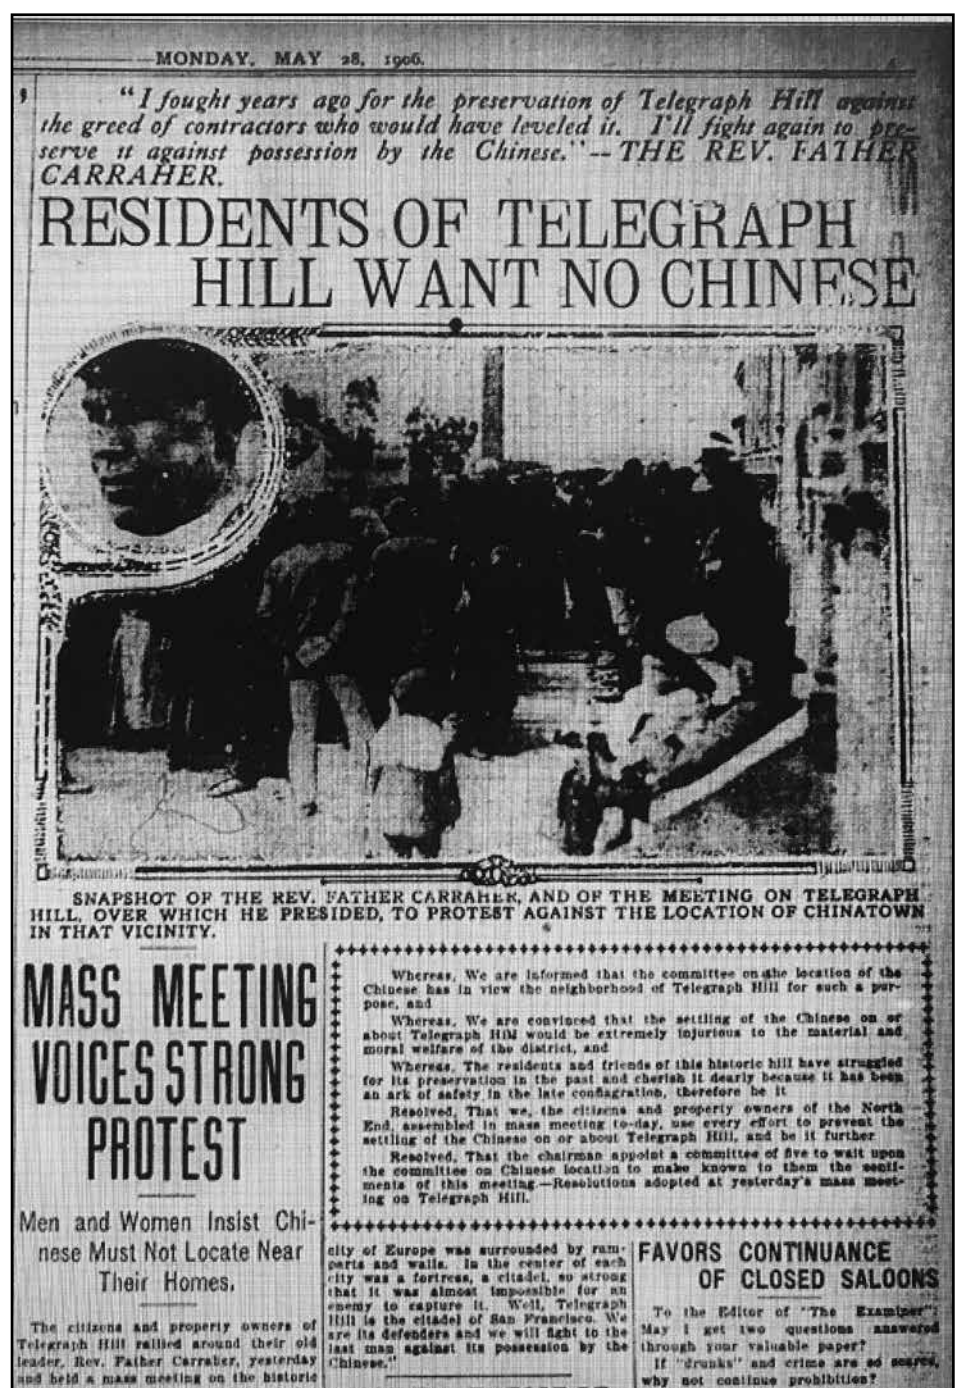 MONDAY, MAY 28, 1906.
"I fought years ago for the preservation of Telegraph Hill against
the greed of contractors who would have leveled it. I'll fight again to pre-
serve it against possession by the Chinese."—THE REV. FATHER
CARRAHER.
RESIDENTS OF TELEGRAPH
HILL WANT NO CHINESE
SNAPSHOT OF THE REV. FATHER CARRAHER, AND OF THE MEETING ON TELEGRAPH
HILL, OVER WHICH HE PRESIDED, TO PROTEST AGAINST THE LOCATION OF CHINATOWN
IN THAT VICINITY.
MASS MEETING
VOICES STRONG
PROTEST
Men and Women Insist Chi-
nese Must Not Locate Near
Their Homes.
The citizens and property owners of
Telegraph Hill rallied around their old
leader, Rev. Father Carraher, yesterday
and held a mass meeting on the historic
Whereas, We are informed that the committee on the location of the
Chinese has in view the neighborhood of Telegraph Hill for such a pur-
pose, and
Whereas, We are convinced that the settling of the Chinese on or
about Telegraph Hill would be extremely injurious to the material and
moral welfare of the district, and
Whereas, The residents and friends of this historic hill have struggled
for its preservation in the past and cherish it dearly because it has been
an ark of safety in the late conflagration, therefore be it
Resolved, That we, the citizens and property owners of the North
End, assembled in mass meeting to-day, use every effort to prevent the
settling of the Chinese on or about Telegraph Hill, and be it further
Resolved, That the chairman appoint a committee of five to wait upon
the committee on Chinese location to make known to them the senti-
ments of this meeting.—Resolutions adopted at yesterday's mass meet-
ing on Telegraph Hill.
city of Europe was surrounded by ram-
parts and walls. In the center of each
city was a fortress, a citadel, so strong
that it was almost impossible for an
enemy to capture it. Well, Telegraph
Hill is the citadel of San Francisco. We
are its defenders and we will fight to the
last man against its possession by the
Chinese."
FAVORS CONTINUANCE
OF CLOSED SALOONS
To the Editor of "The Examiner":
May I get two questions answered
through your valuable paper?
If "drunks" and crime are so scarce,
why not continue prohibition?